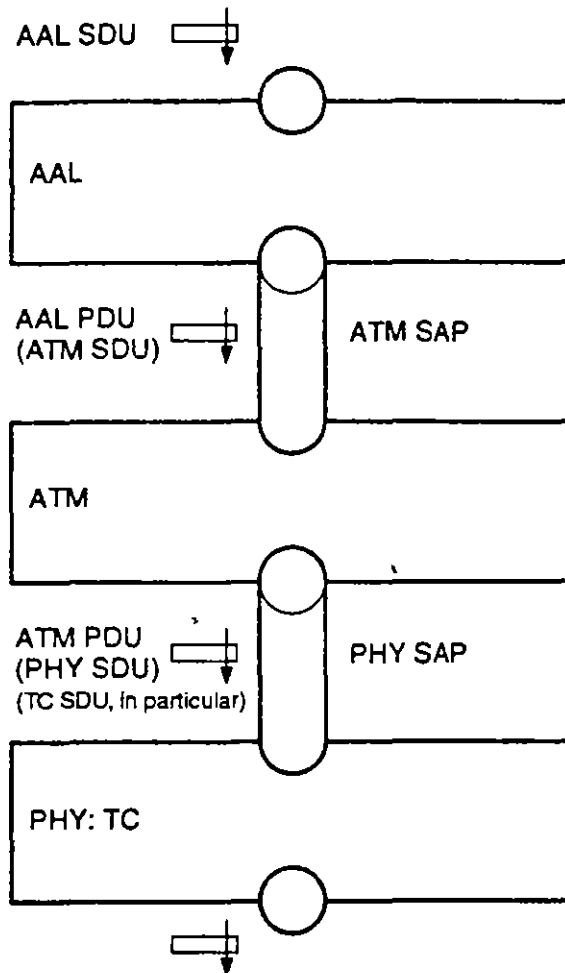 AAL SDU
AAL
AAL PDU
(ATM SDU)
ATM SAP
ATM
ATM PDU
(PHY SDU)
(TC SDU, in particular)
PHY SAP
PHY: TC